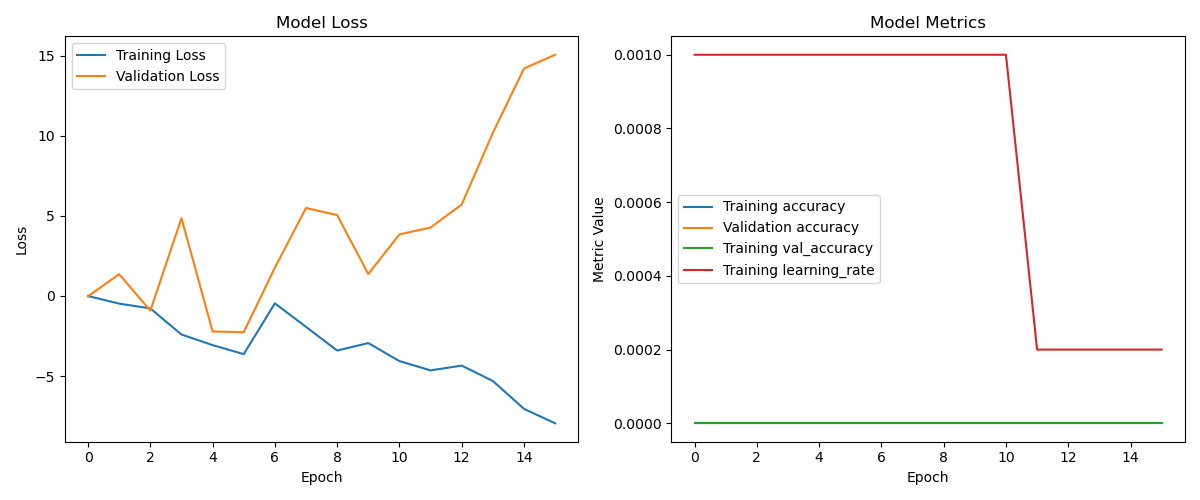 Model Loss
Training Loss
Validation Loss
15
10
5
0
−5
Loss
0 2 4 6 8 10 12 14
Epoch
Model Metrics
0.0010
0.0008
0.0006
0.0004
0.0002
0.0000
Metric Value
Training accuracy
Validation accuracy
Training val_accuracy
Training learning_rate
0 2 4 6 8 10 12 14
Epoch